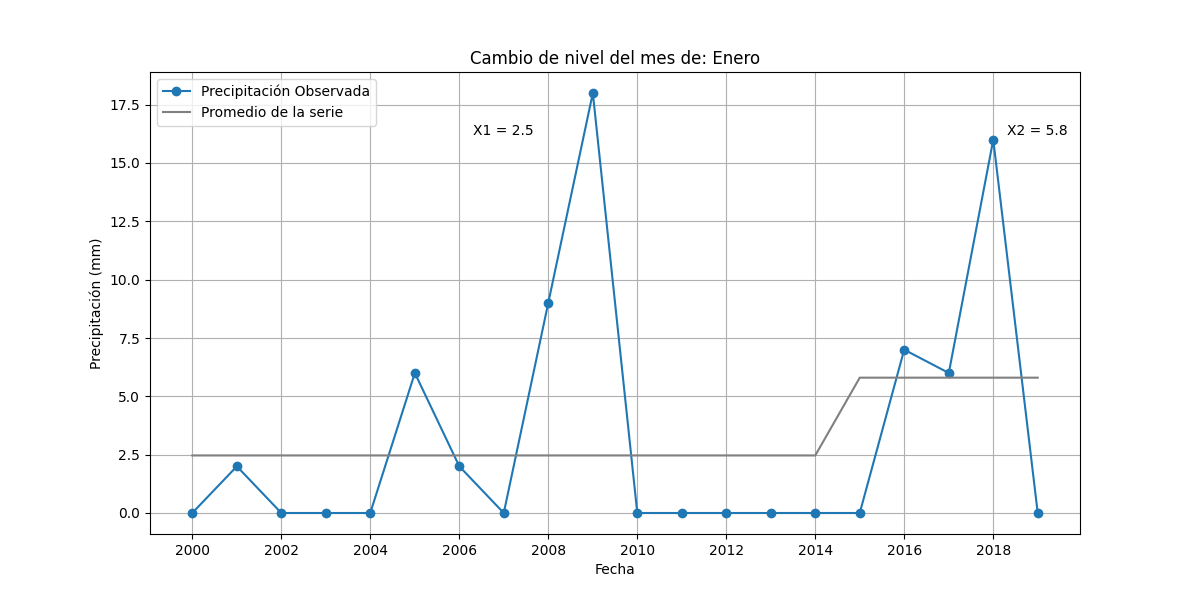 Cambio de nivel del mes de: Enero
Precipitación Observada
Promedio de la serie
X1 = 2.5
X2 = 5.8
Precipitación (mm)
17.5
15.0
12.5
10.0
7.5
5.0
2.5
0.0
2000 2002 2004 2006 2008 2010 2012 2014 2016 2018
Fecha